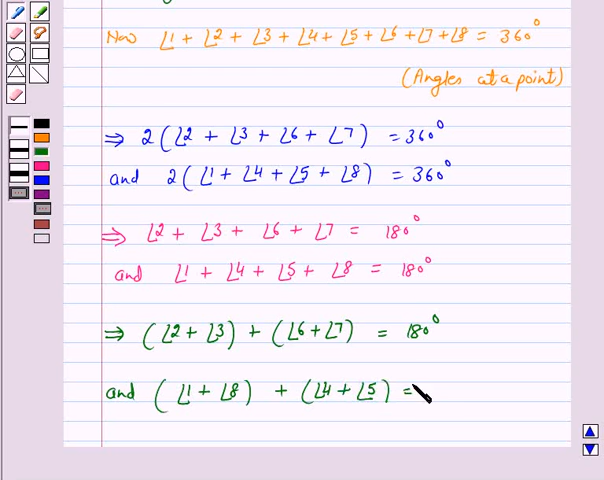 Now ∠1 + ∠2 + ∠3 + ∠4 + ∠5 + ∠6 + ∠7 + ∠8 = 360°
(Angles at a point)
⇒ 2 (∠2 + ∠3 + ∠6 + ∠7) = 360°
and 2 (∠1 + ∠4 + ∠5 + ∠8) = 360°
⇒ ∠2 + ∠3 + ∠6 + ∠7 = 180°
and ∠1 + ∠4 + ∠5 + ∠8 = 180°
⇒ (∠2 + ∠3) + (∠6 + ∠7) = 180°
and (∠1 + ∠8) + (∠4 + ∠5) =